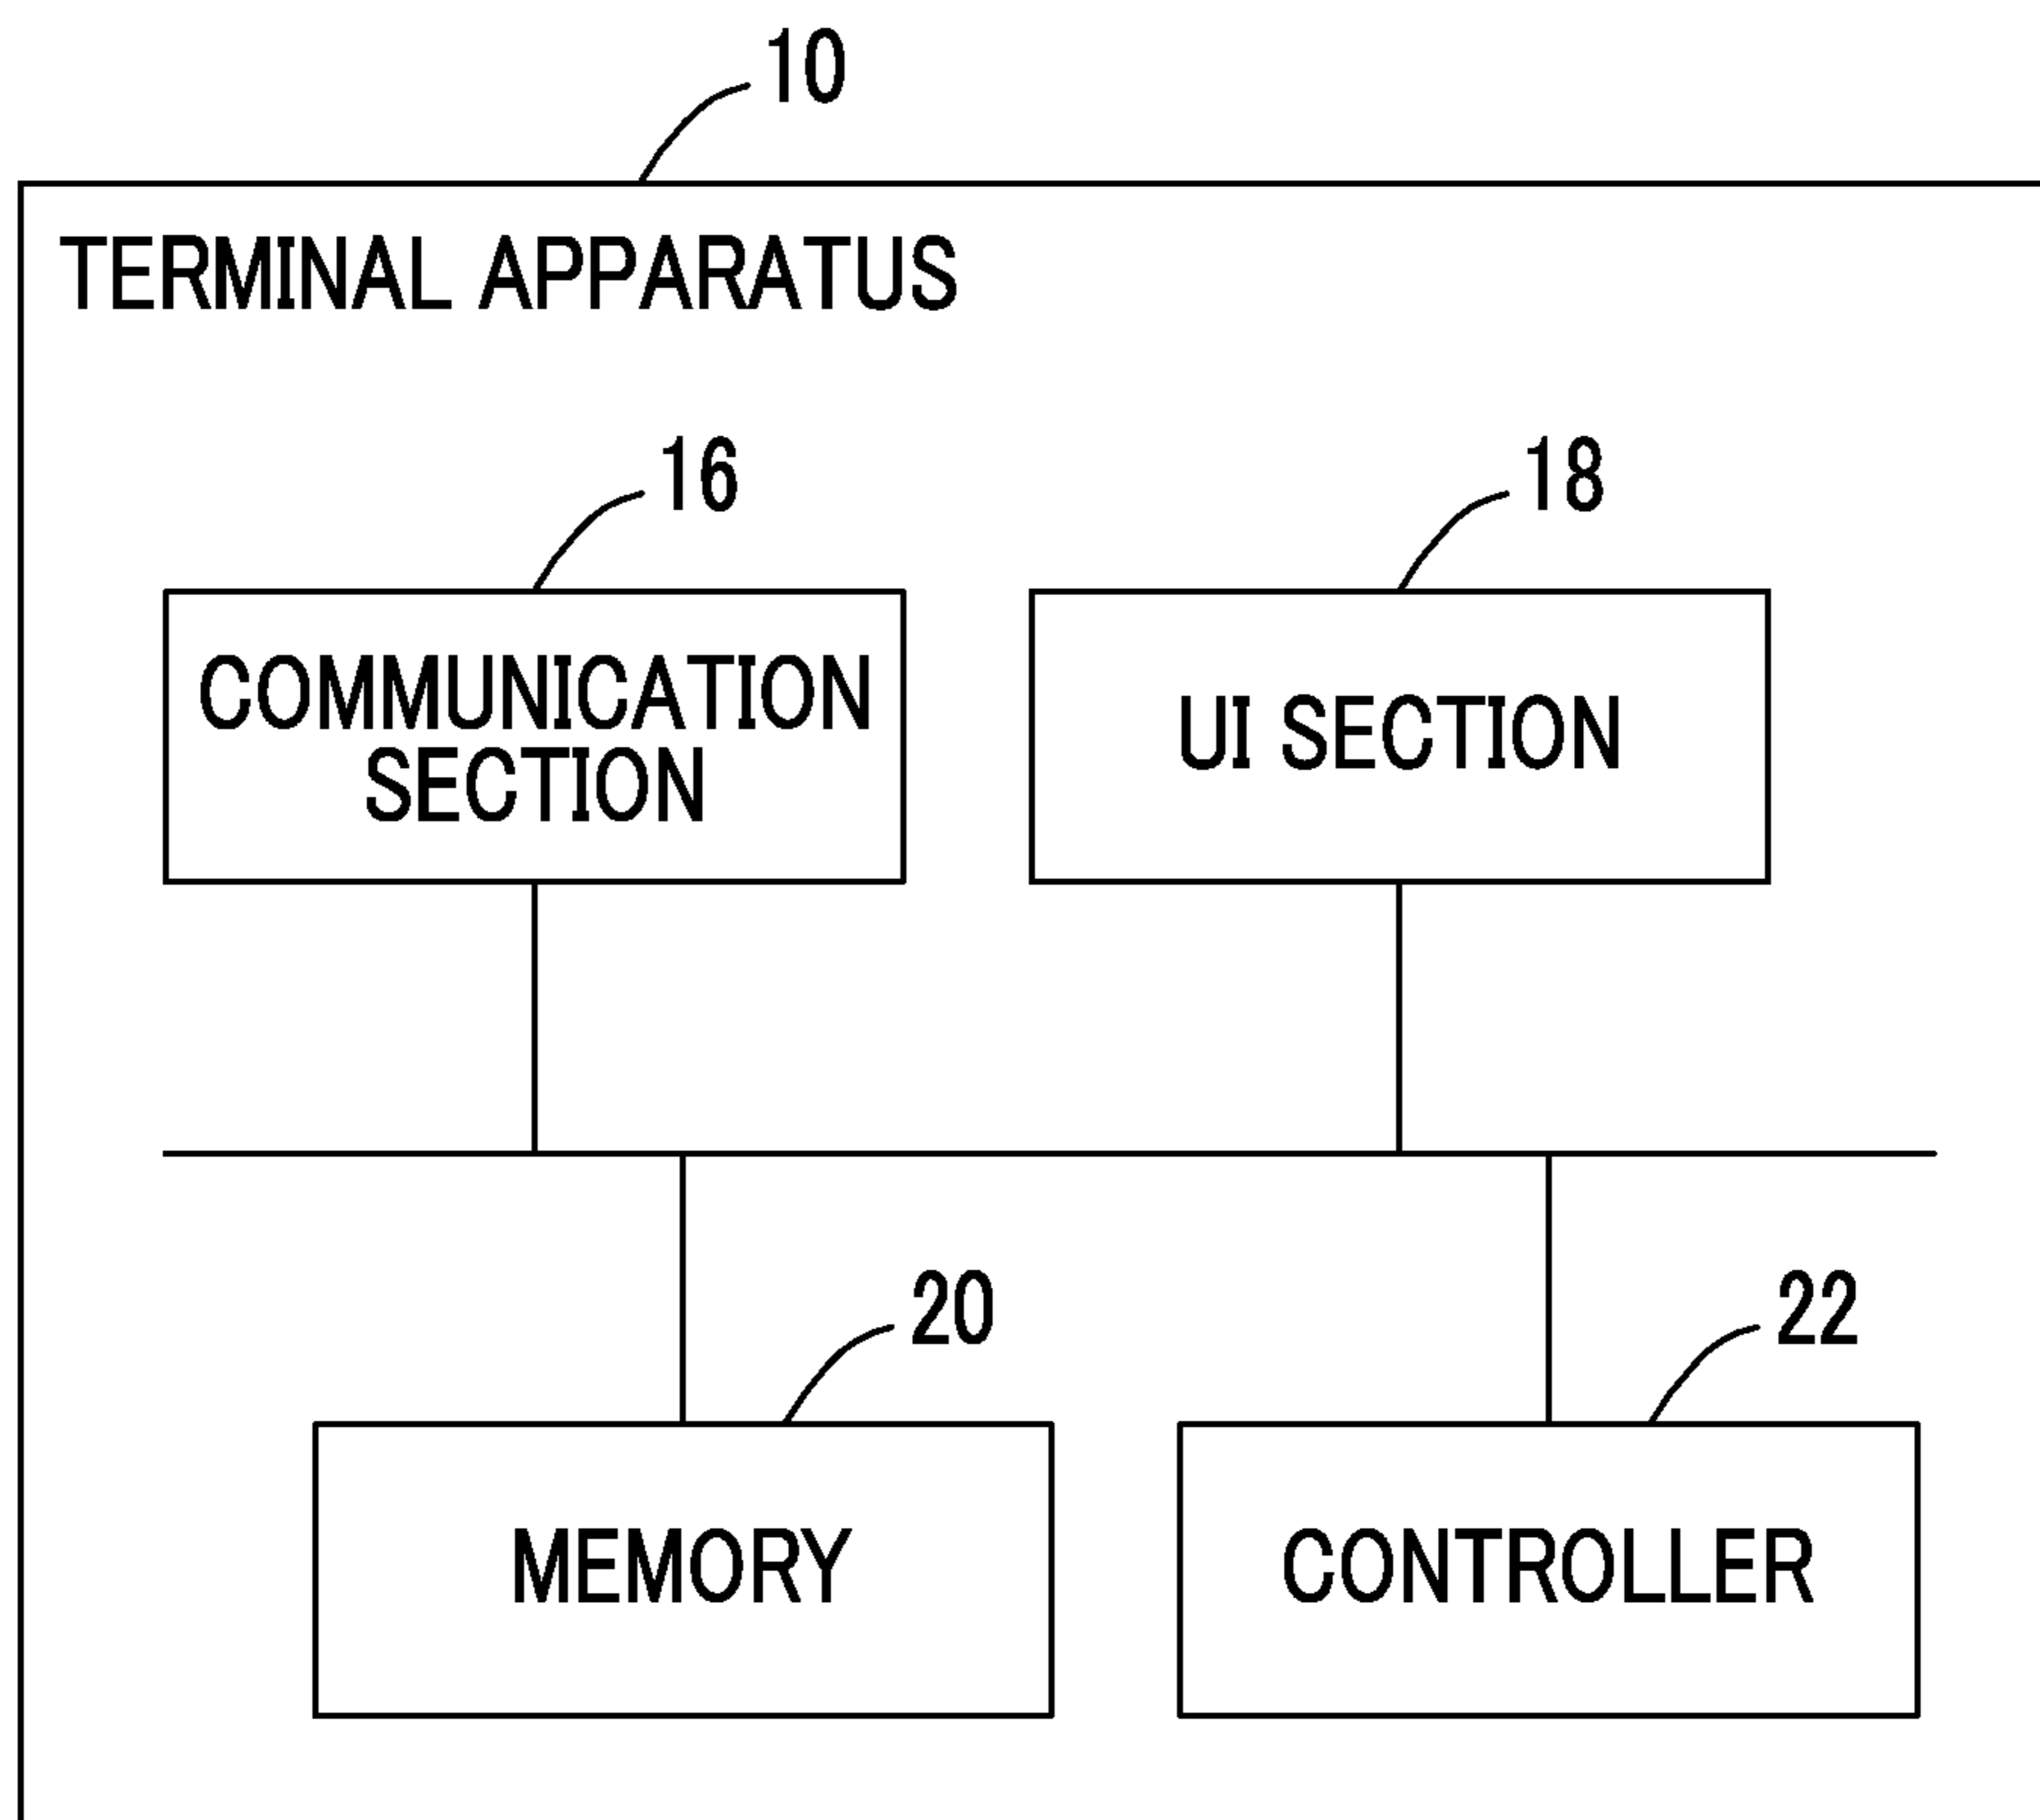 10
TERMINAL APPARATUS
16
18
COMMUNICATION
SECTION
UI SECTION
20
22
MEMORY
CONTROLLER